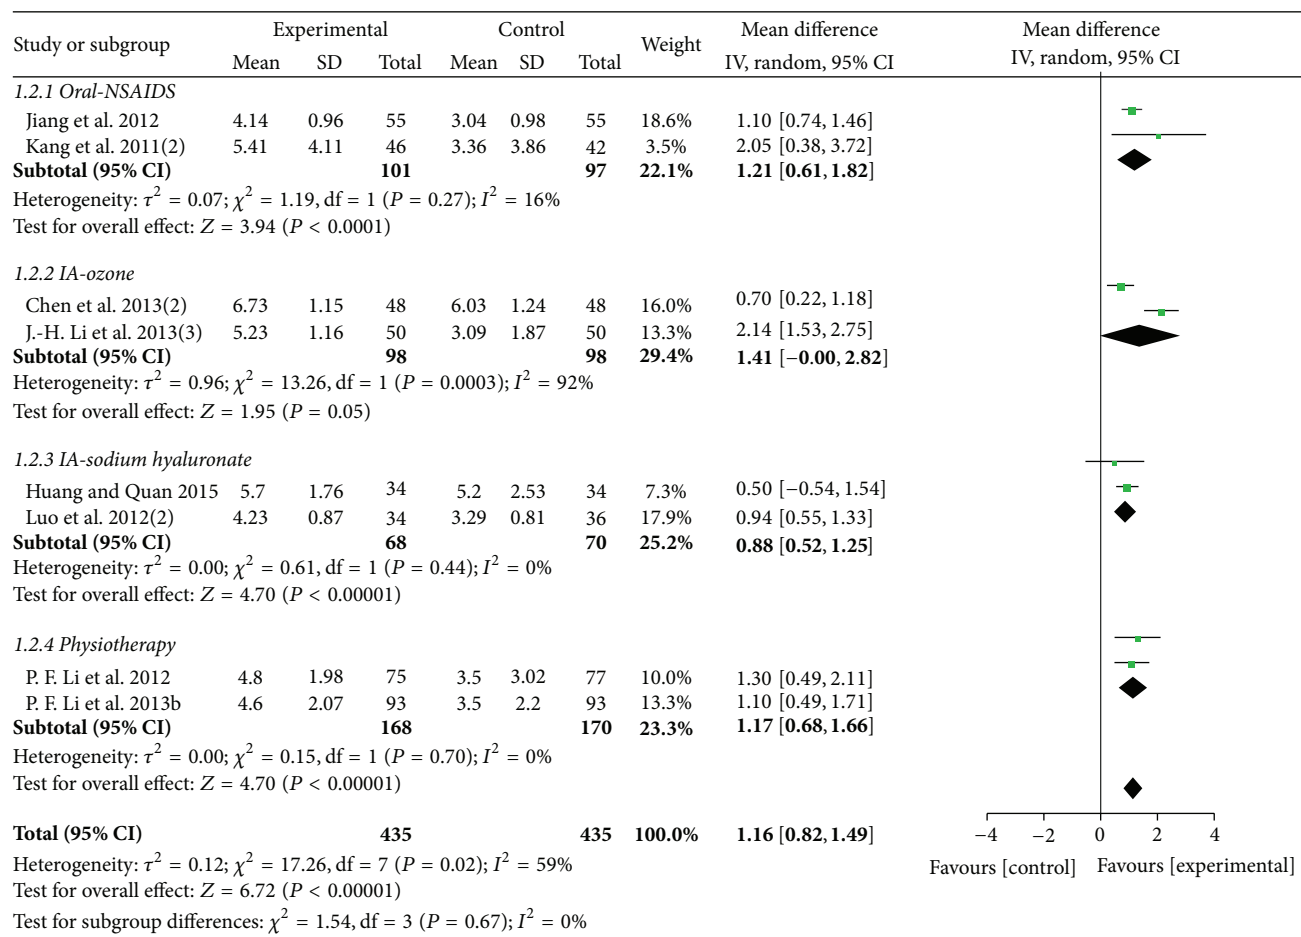 Study or subgroup Experimental Control Weight Mean difference Mean difference
Mean SD Total Mean SD Total IV, random, 95% CI IV, random, 95% CI
1.2.1 Oral-NSAIDS
Jiang et al. 2012 4.14 0.96 55 3.04 0.98 55 18.6% 1.10 [0.74, 1.46]
Kang et al. 2011(2) 5.41 4.11 46 3.36 3.86 42 3.5% 2.05 [0.38, 3.72]
Subtotal (95% CI) 101 97 22.1% 1.21 [0.61, 1.82]
Heterogeneity: τ² = 0.07; χ² = 1.19, df = 1 (P = 0.27); I² = 16%
Test for overall effect: Z = 3.94 (P < 0.0001)
1.2.2 IA-ozone
Chen et al. 2013(2) 6.73 1.15 48 6.03 1.24 48 16.0% 0.70 [0.22, 1.18]
J.-H. Li et al. 2013(3) 5.23 1.16 50 3.09 1.87 50 13.3% 2.14 [1.53, 2.75]
Subtotal (95% CI) 98 98 29.4% 1.41 [−0.00, 2.82]
Heterogeneity: τ² = 0.96; χ² = 13.26, df = 1 (P = 0.0003); I² = 92%
Test for overall effect: Z = 1.95 (P = 0.05)
1.2.3 IA-sodium hyaluronate
Huang and Quan 2015 5.7 1.76 34 5.2 2.53 34 7.3% 0.50 [−0.54, 1.54]
Luo et al. 2012(2) 4.23 0.87 34 3.29 0.81 36 17.9% 0.94 [0.55, 1.33]
Subtotal (95% CI) 68 70 25.2% 0.88 [0.52, 1.25]
Heterogeneity: τ² = 0.00; χ² = 0.61, df = 1 (P = 0.44); I² = 0%
Test for overall effect: Z = 4.70 (P < 0.00001)
1.2.4 Physiotherapy
P. F. Li et al. 2012 4.8 1.98 75 3.5 3.02 77 10.0% 1.30 [0.49, 2.11]
P. F. Li et al. 2013b 4.6 2.07 93 3.5 2.2 93 13.3% 1.10 [0.49, 1.71]
Subtotal (95% CI) 168 170 23.3% 1.17 [0.68, 1.66]
Heterogeneity: τ² = 0.00; χ² = 0.15, df = 1 (P = 0.70); I² = 0%
Test for overall effect: Z = 4.70 (P < 0.00001)
Total (95% CI) 435 435 100.0% 1.16 [0.82, 1.49]
−4 −2 0 2 4
Heterogeneity: τ² = 0.12; χ² = 17.26, df = 7 (P = 0.02); I² = 59%
Favours [control] Favours [experimental]
Test for overall effect: Z = 6.72 (P < 0.00001)
Test for subgroup differences: χ² = 1.54, df = 3 (P = 0.67); I² = 0%